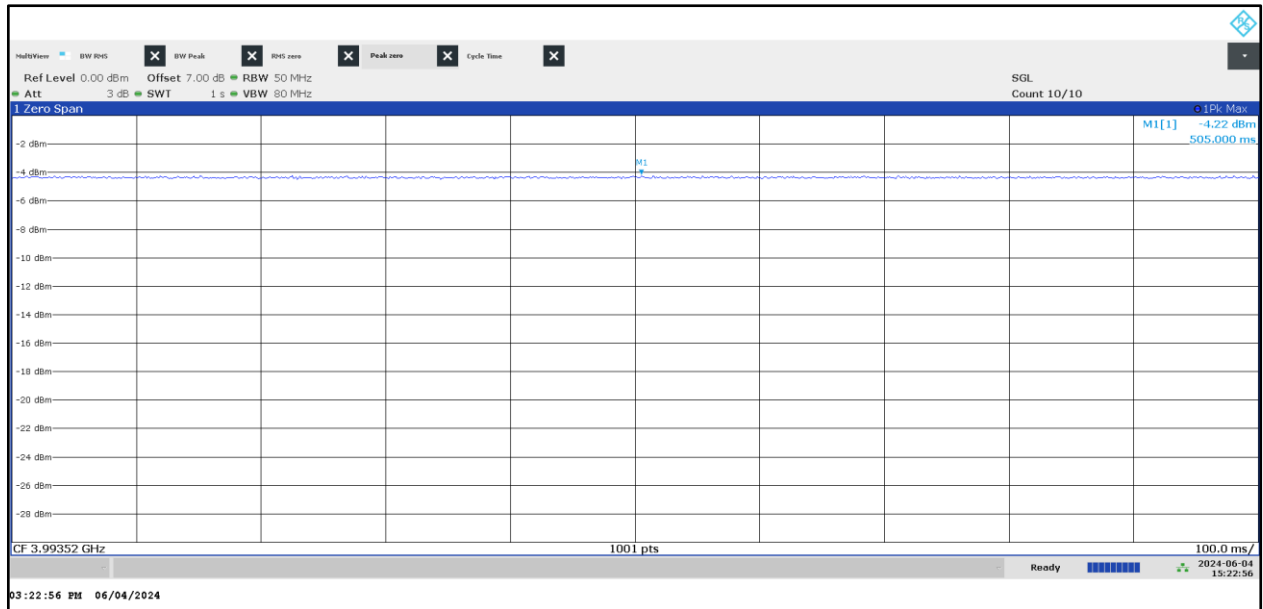 R&S
MultiView BW RMS BW Peak RMS zero Peak zero Cycle Time
Ref Level 0.00 dBm Offset 7.00 dB RBW 50 MHz SGL
Att 3 dB SWT 1 s VBW 80 MHz Count 10/10
1 Zero Span 1Pk Max
M1[1] -4.22 dBm
505.000 ms
-2 dBm
M1
-4 dBm
-6 dBm
-8 dBm
-10 dBm
-12 dBm
-14 dBm
-16 dBm
-18 dBm
-20 dBm
-22 dBm
-24 dBm
-26 dBm
-28 dBm
CF 3.99352 GHz 1001 pts 100.0 ms/
Ready 2024-06-04
15:22:56
03:22:56 PM 06/04/2024